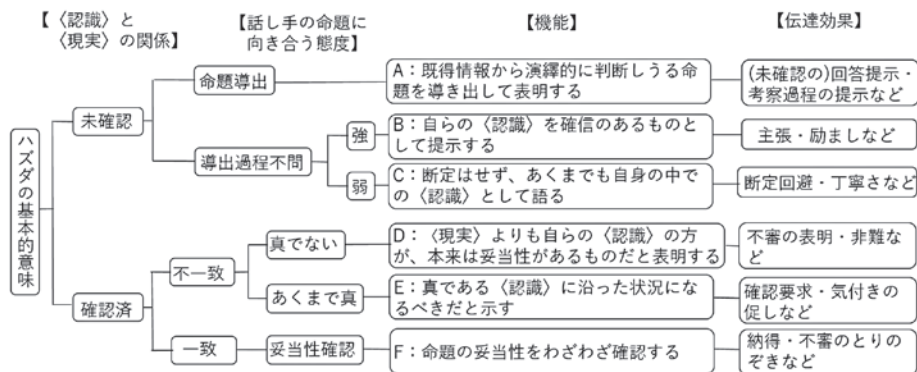 【〈認識〉と
〈現実〉の関係】
【話し手の命題に
向き合う態度】
【機能】
【伝達効果】
ハズダの基本的意味
未確認
命題導出
A：既得情報から演繹的に判断しうる命
題を導き出して表明する
(未確認の)回答提示・
考察過程の提示など
導出過程不問
強
B：自らの〈認識〉を確信のあるものと
して提示する
主張・励ましなど
弱
C：断定はせず、あくまでも自身の中で
の〈認識〉として語る
断定回避・丁寧さなど
確認済
不一致
真でない
D：〈現実〉よりも自らの〈認識〉の方
が、本来は妥当性があるものだと表明する
不審の表明・非難な
ど
あくまで真
E：真である〈認識〉に沿った状況にな
るべきだと示す
確認要求・気付きの
促しなど
一致
妥当性確認
F：命題の妥当性をわざわざ確認する
納得・不審のとりの
ぞきなど